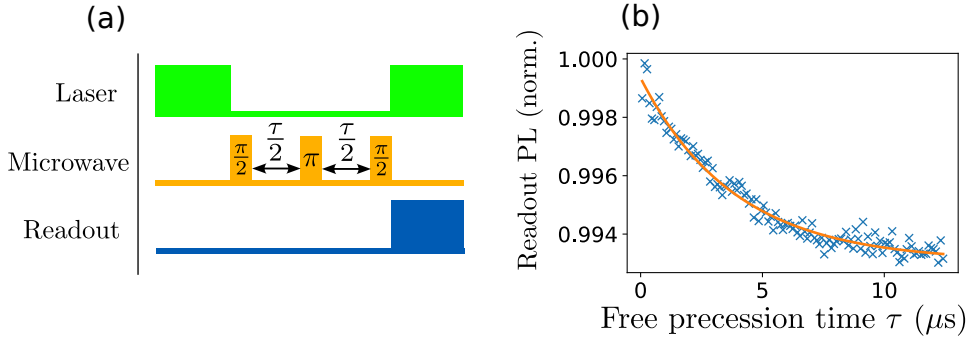 (a)
Laser
Microwave
Readout
π/2
τ/2
π
τ/2
π/2
(b)
Readout PL (norm.)
1.000
0.998
0.996
0.994
0
5
10
Free precession time τ (μs)